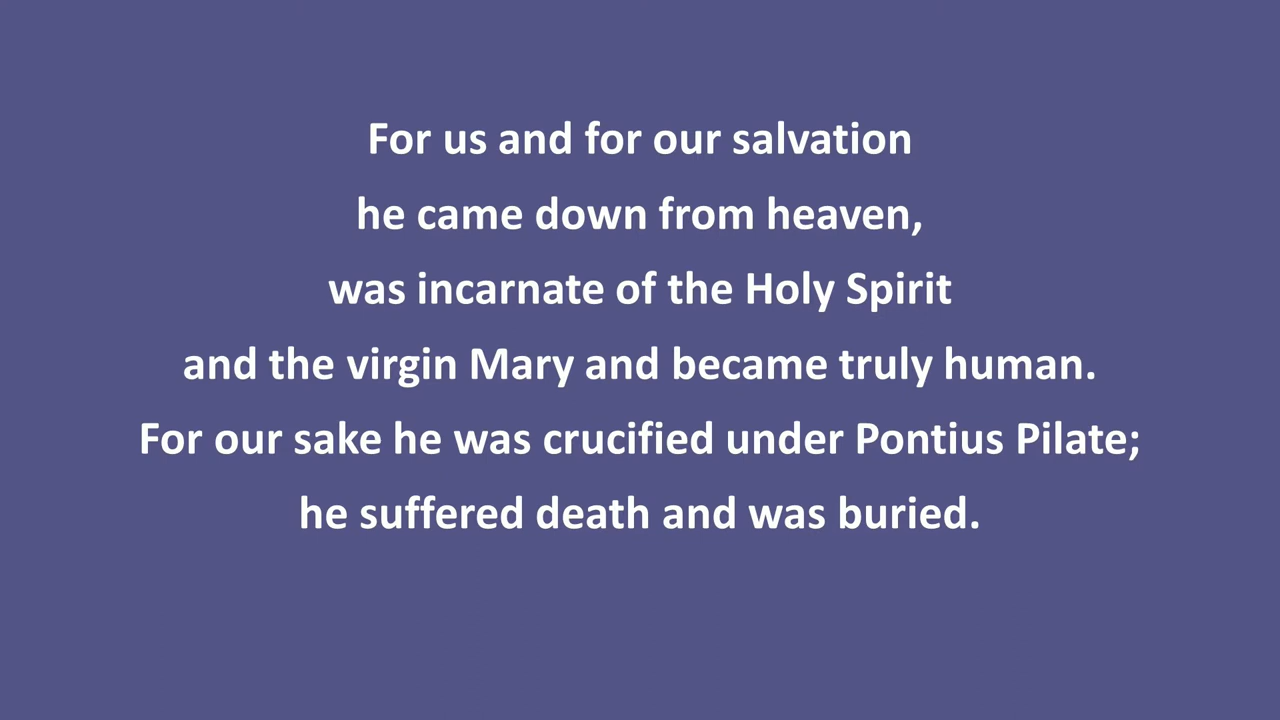 For us and for our salvation
he came down from heaven,
was incarnate of the Holy Spirit
and the virgin Mary and became truly human.
For our sake he was crucified under Pontius Pilate;
he suffered death and was buried.